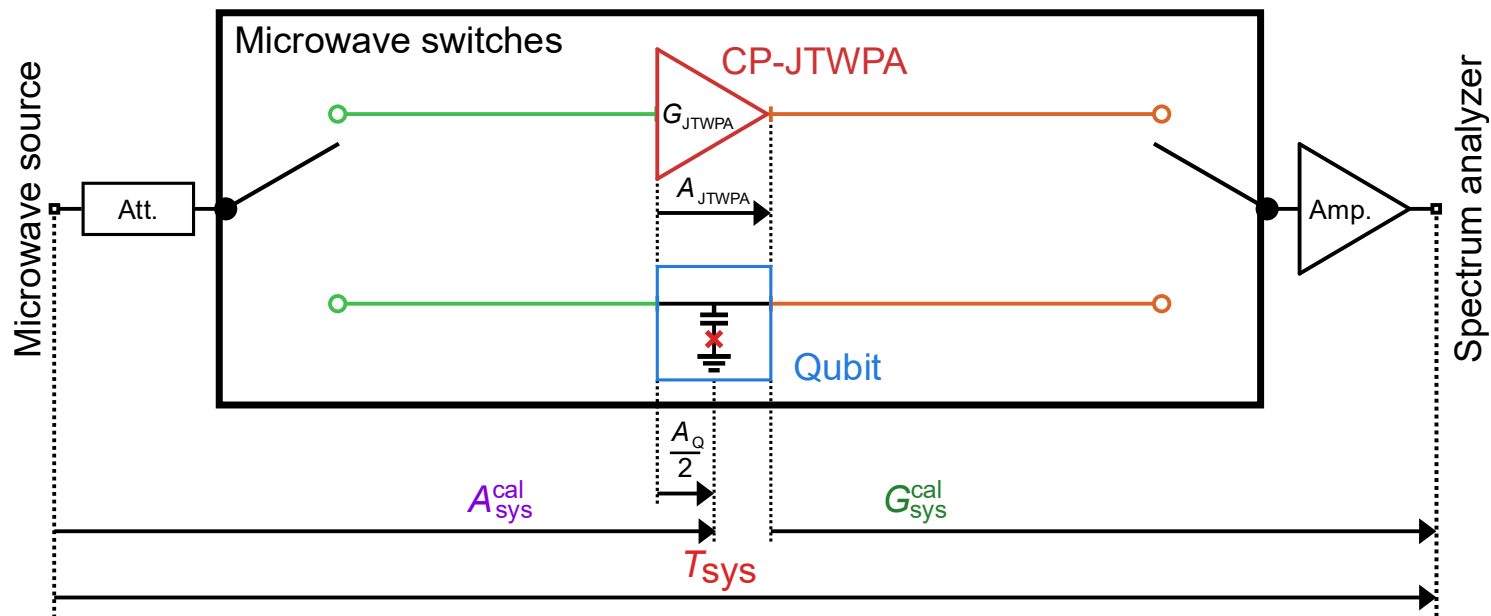 Microwave switches
CP-JTWPA
G_JTWPA
Microwave source
Att.
A_JTWPA
Amp.
Spectrum analyzer
Qubit
A_Q
2
A_sys^cal
G_sys^cal
T_sys